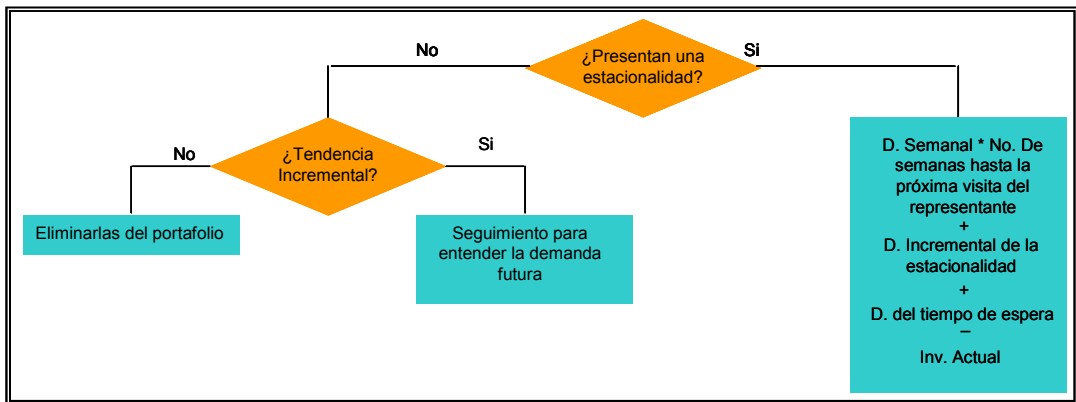 No
¿Presentan una
estacionalidad?
Si
No
¿Tendencia
Incremental?
Si
Eliminarlas del portafolio
Seguimiento para
entender la demanda
futura
D. Semanal * No. De
semanas hasta la
próxima visita del
representante
+
D. Incremental de la
estacionalidad
+
D. del tiempo de espera
–
Inv. Actual